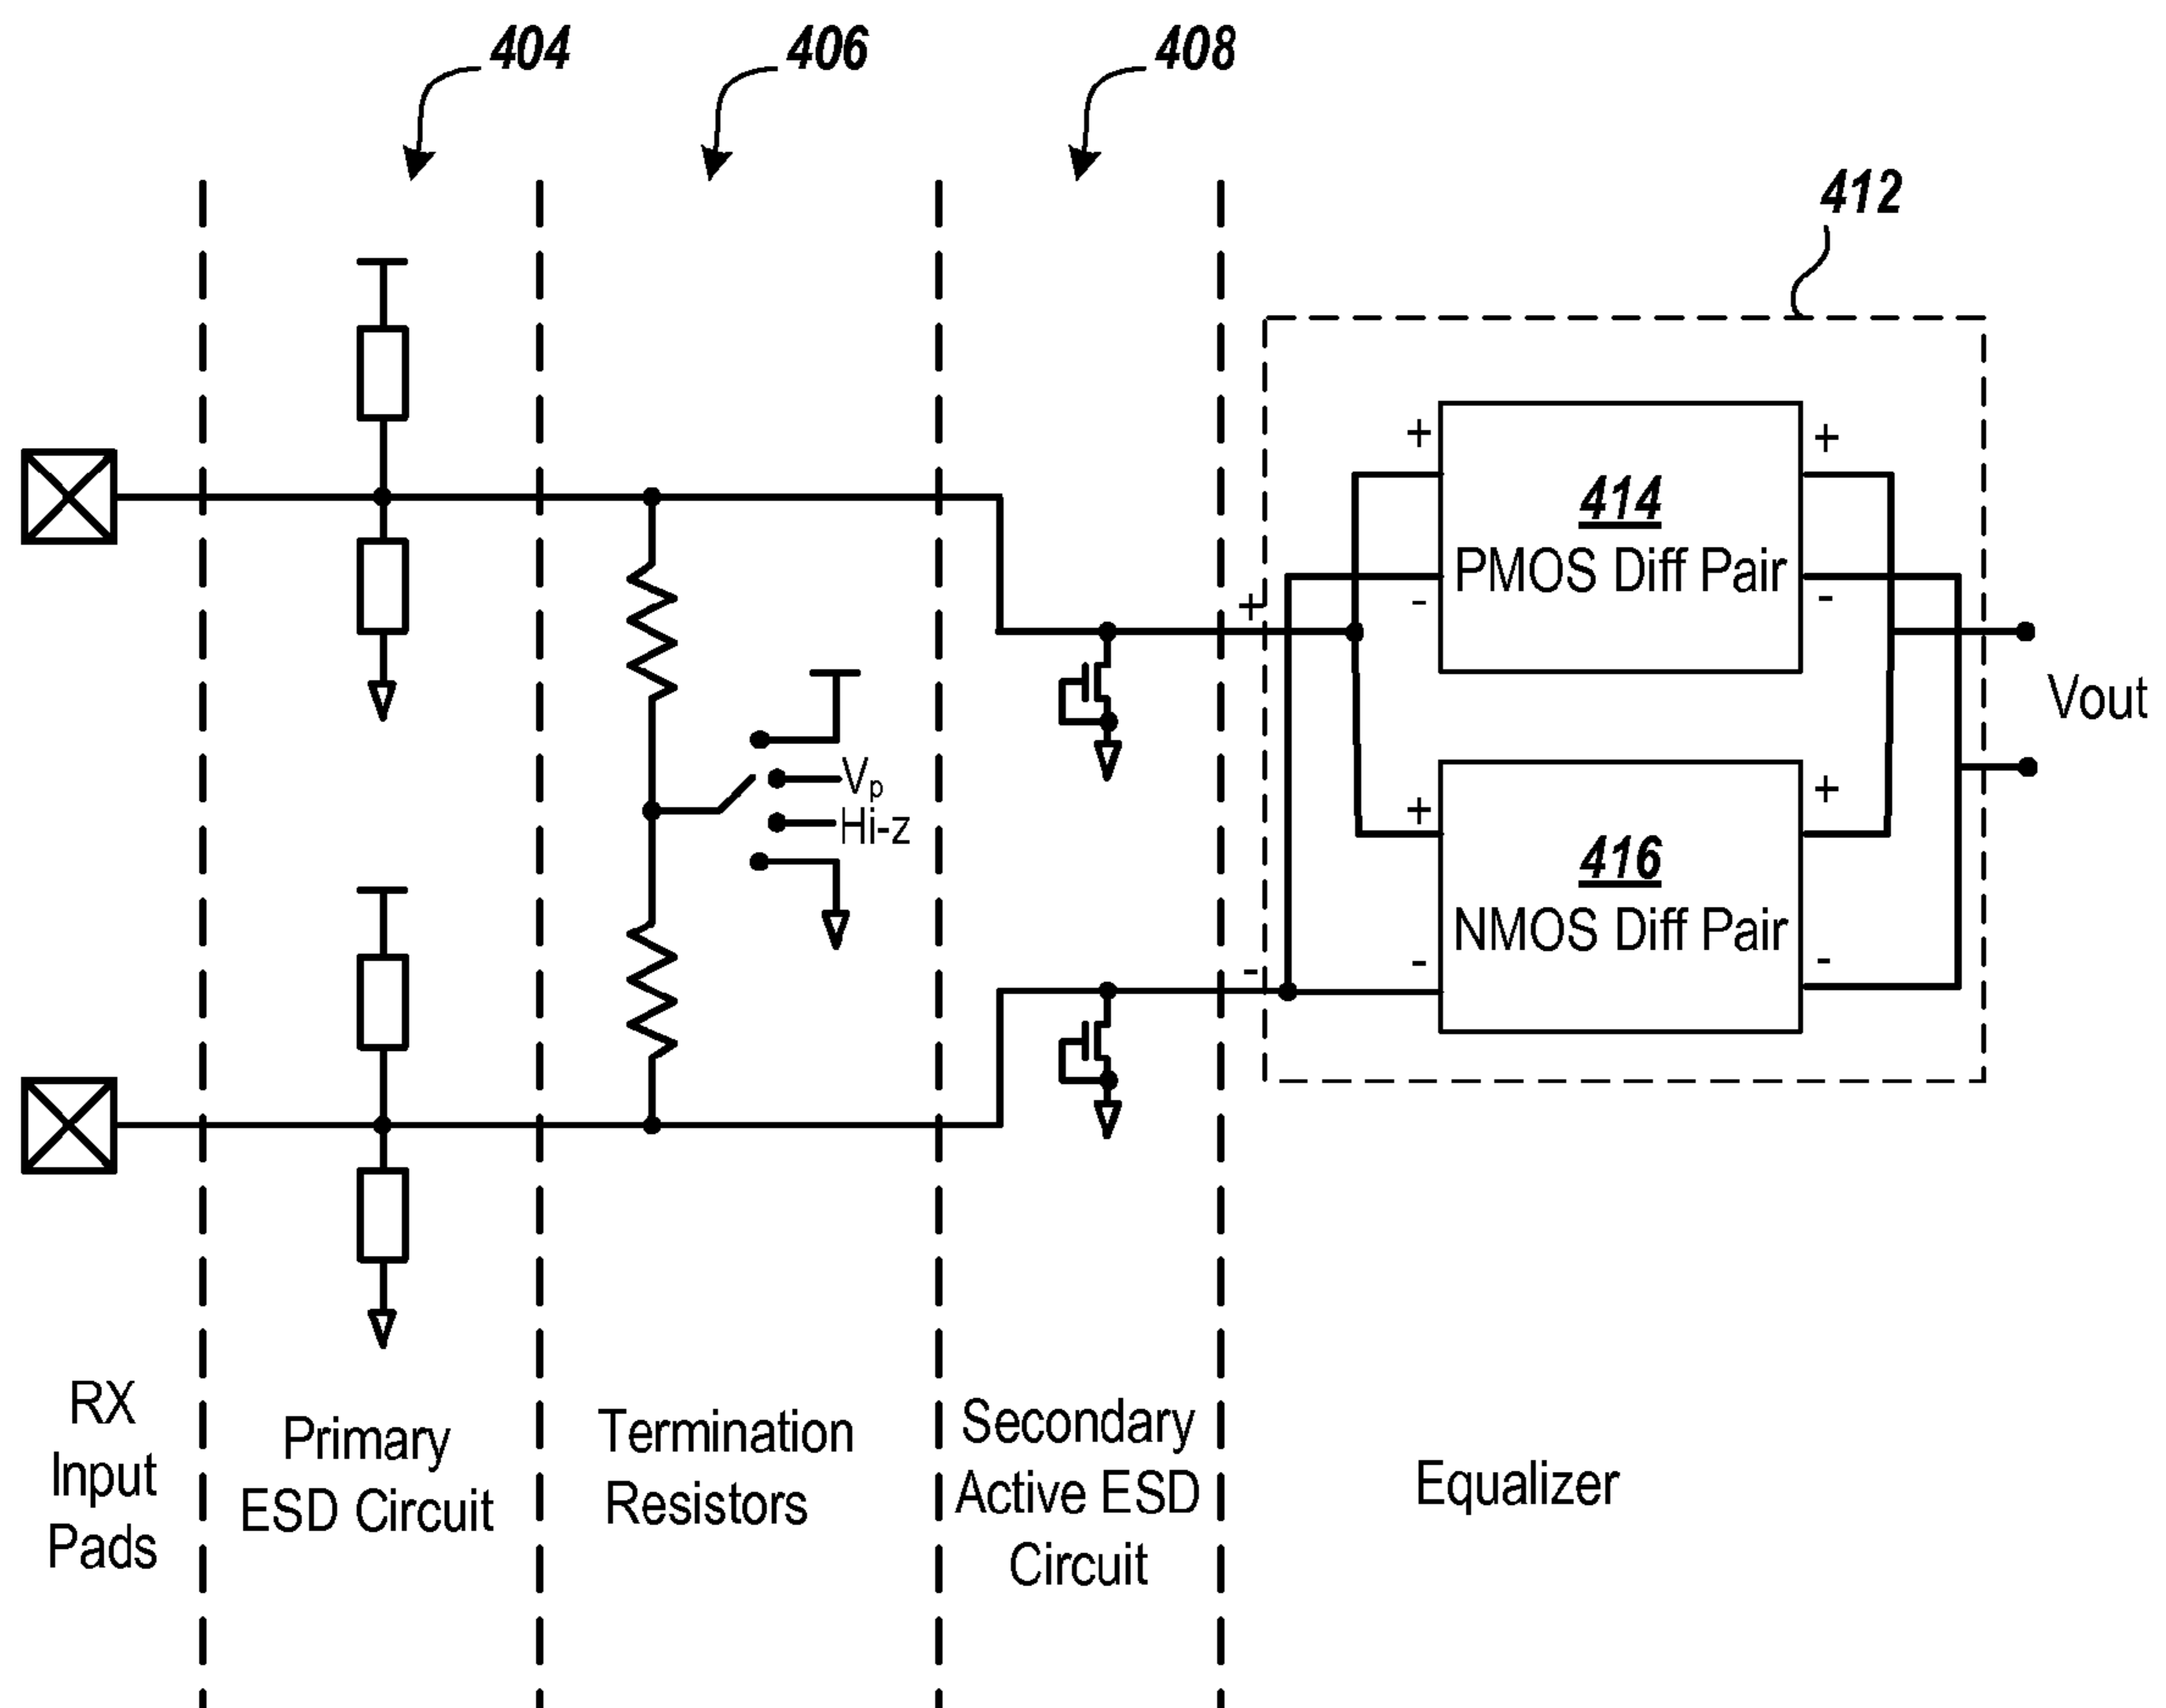 404
406
408
412
+
+
414
PMOS Diff Pair
-
-
+
Vout
Vp
Hi-z
+
+
416
NMOS Diff Pair
-
-
-
RX
Input
Pads
Primary
ESD Circuit
Termination
Resistors
Secondary
Active ESD
Circuit
Equalizer